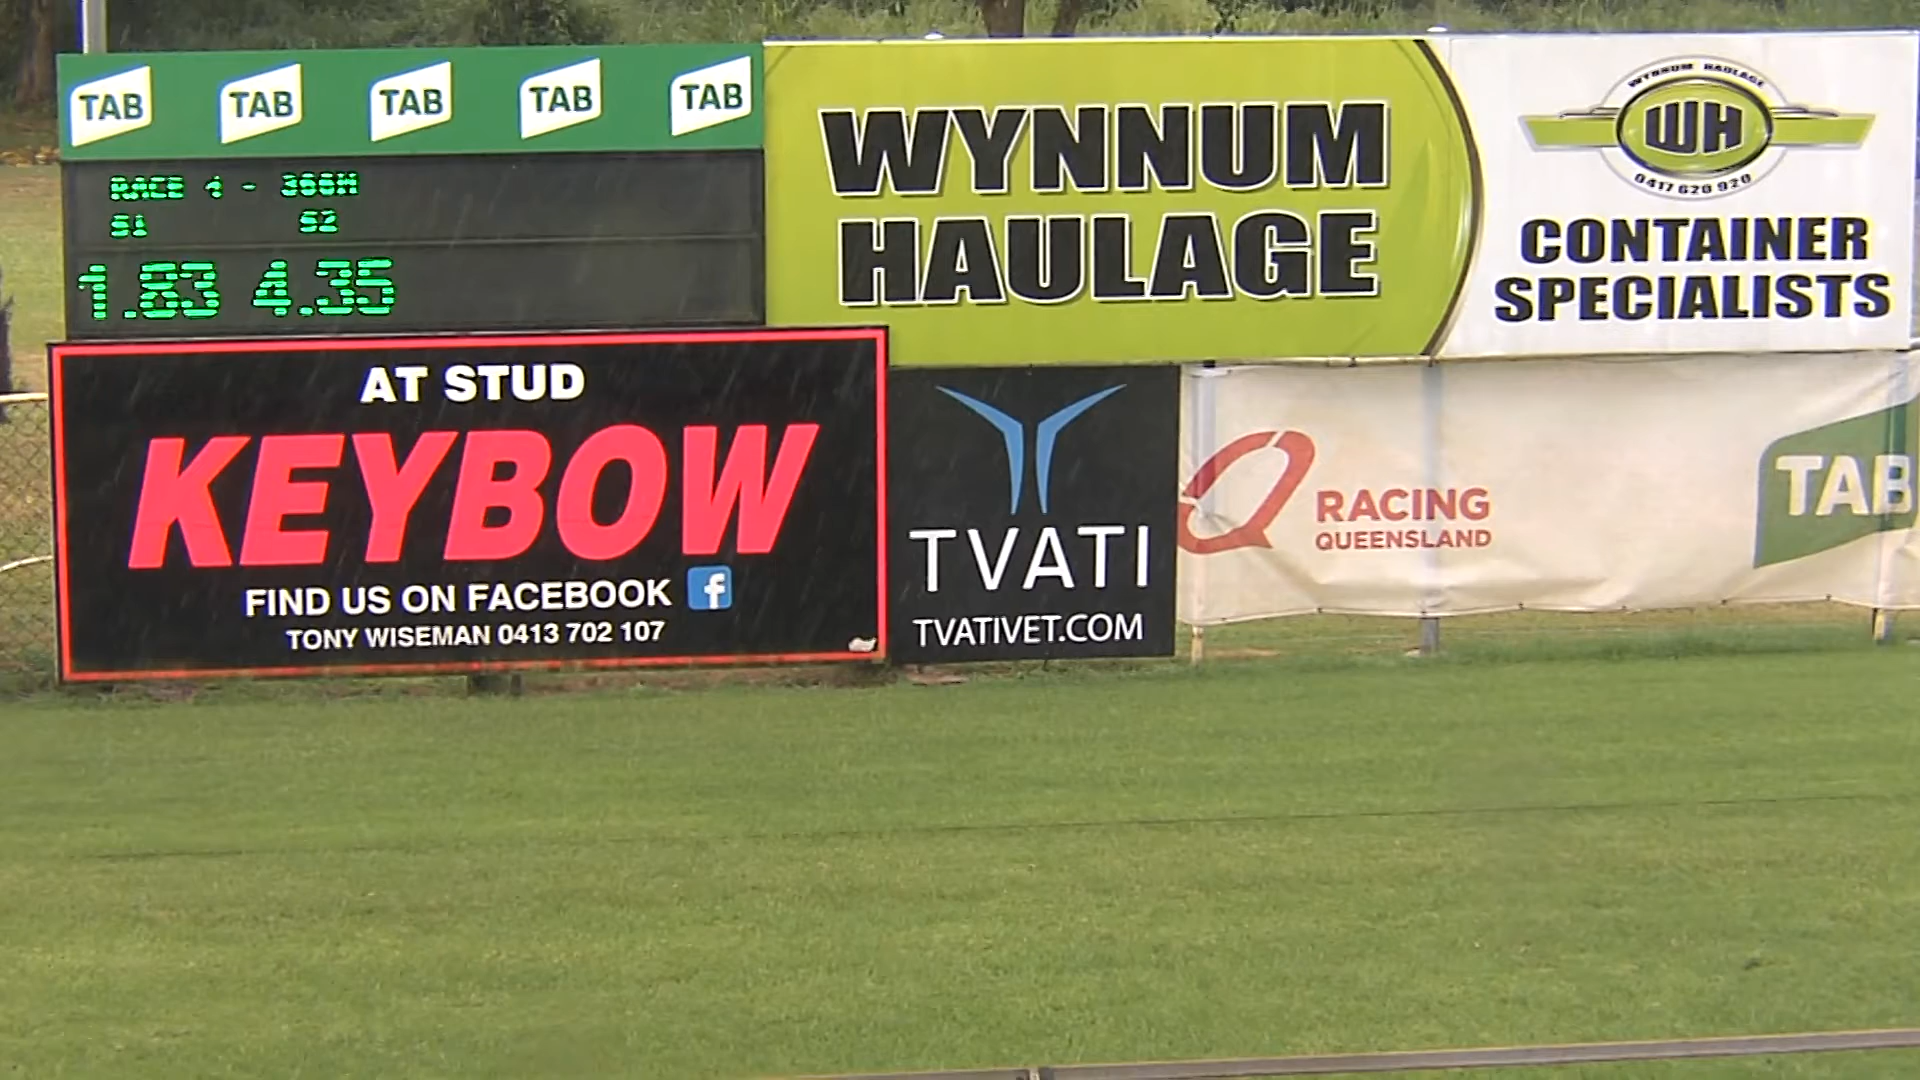 TAB TAB TAB TAB TAB
RACE 4 - 366M
S1 S2
1.83 4.35
WYNNUM
HAULAGE
WYNNUM HAULAGE
WH
0417 620 920
CONTAINER
SPECIALISTS
AT STUD
KEYBOW
FIND US ON FACEBOOK f
TONY WISEMAN 0413 702 107
TVATI
TVATIVET.COM
RACING
QUEENSLAND
TAB